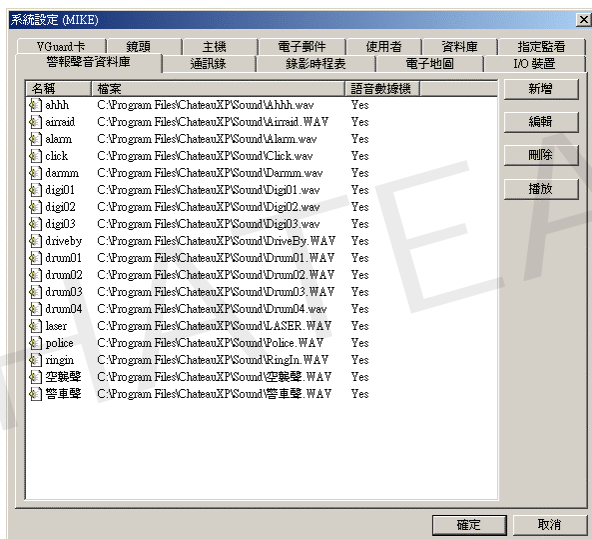 系統設定 (MIKE)
VGuard卡 鏡頭 主機 電子郵件 使用者 資料庫 指定監看
警報聲音資料庫 通訊錄 錄影時程表 電子地圖 I/O 裝置
名稱 檔案 語音數據機
ahhh C:\Program Files\ChateauXP\Sound\Ahhh.wav Yes
airraid C:\Program Files\ChateauXP\Sound\Airraid.WAV Yes
alarm C:\Program Files\ChateauXP\Sound\Alarm.wav Yes
click C:\Program Files\ChateauXP\Sound\Click.wav Yes
darmm C:\Program Files\ChateauXP\Sound\Darmm.wav Yes
digi01 C:\Program Files\ChateauXP\Sound\Digi01.wav Yes
digi02 C:\Program Files\ChateauXP\Sound\Digi02.wav Yes
digi03 C:\Program Files\ChateauXP\Sound\Digi03.wav Yes
driveby C:\Program Files\ChateauXP\Sound\DriveBy.WAV Yes
drum01 C:\Program Files\ChateauXP\Sound\Drum01.WAV Yes
drum02 C:\Program Files\ChateauXP\Sound\Drum02.WAV Yes
drum03 C:\Program Files\ChateauXP\Sound\Drum03.WAV Yes
drum04 C:\Program Files\ChateauXP\Sound\Drum04.wav Yes
laser C:\Program Files\ChateauXP\Sound\LASER.WAV Yes
police C:\Program Files\ChateauXP\Sound\Police.WAV Yes
ringin C:\Program Files\ChateauXP\Sound\RingIn.WAV Yes
空襲聲 C:\Program Files\ChateauXP\Sound\空襲聲.WAV Yes
警車聲 C:\Program Files\ChateauXP\Sound\警車聲.WAV Yes
新增
編輯
刪除
播放
確定 取消
HATEA